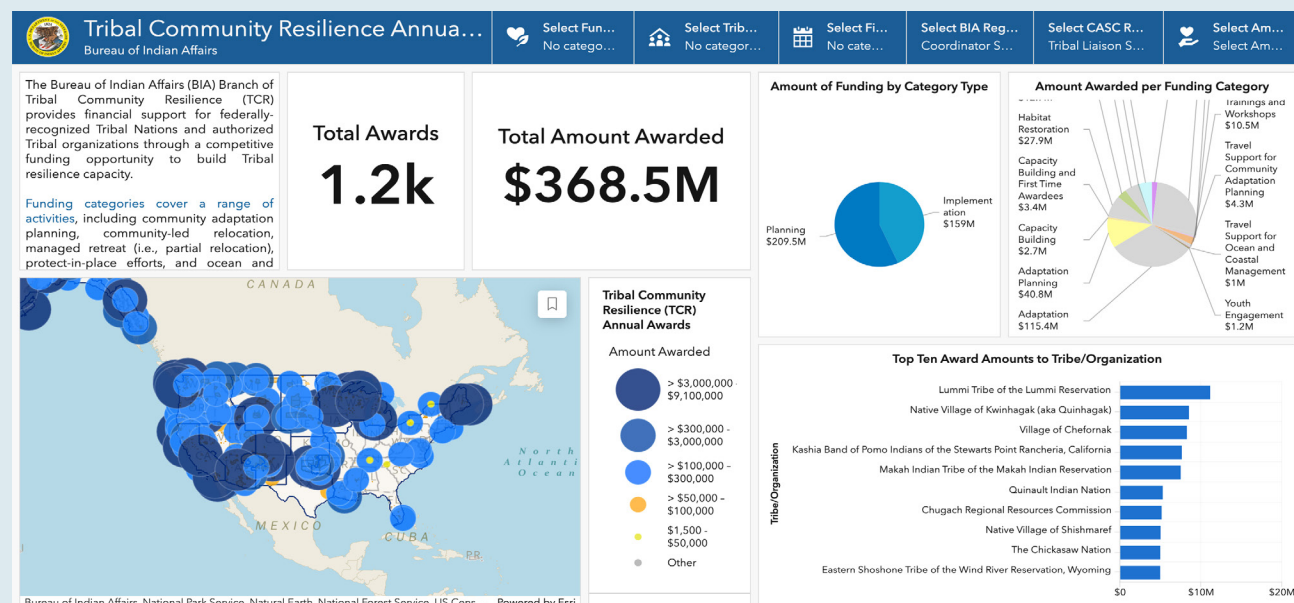 Tribal Community Resilience Annua...
Bureau of Indian Affairs
Select Fun...
No catego...
Select Trib...
No categor...
Select Fi...
No cate...
Select BIA Reg...
Coordinator S...
Select CASC R...
Tribal Liaison S...
Select Am...
Select Am...
The Bureau of Indian Affairs (BIA) Branch of
Tribal Community Resilience (TCR)
provides financial support for federally-
recognized Tribal Nations and authorized
Tribal organizations through a competitive
funding opportunity to build Tribal
resilience capacity.
Funding categories cover a range of
activities, including community adaptation
planning, community-led relocation,
managed retreat (i.e., partial relocation),
protect-in-place efforts, and ocean and
Total Awards
1.2k
Total Amount Awarded
$368.5M
Amount of Funding by Category Type
Planning
$209.5M
Implement
ation
$159M
Amount Awarded per Funding Category
Habitat
Restoration
$27.9M
Capacity
Building and
First Time
Awardees
$3.4M
Capacity
Building
$2.7M
Adaptation
Planning
$40.8M
Adaptation
$115.4M
Trainings and
Workshops
$10.5M
Travel
Support for
Community
Adaptation
Planning
$4.3M
Travel
Support for
Ocean and
Coastal
Management
$1M
Youth
Engagement
$1.2M
CANADA
North
Atlantic
Ocean
MEXICO
CUBA
PR
Bureau of Indian Affairs, National Park Service, Natural Earth, National Forest Service, US Cens
Powered by Esri
Tribal Community
Resilience (TCR)
Annual Awards
Amount Awarded
> $3,000,000
$9,100,000
> $300,000 -
$3,000,000
> $100,000 –
$300,000
> $50,000 –
$100,000
$1,500 -
$50,000
Other
Top Ten Award Amounts to Tribe/Organization
Tribe/Organization
Lummi Tribe of the Lummi Reservation
Native Village of Kwinhagak (aka Quinhagak)
Village of Chefornak
Kashia Band of Pomo Indians of the Stewarts Point Rancheria, California
Makah Indian Tribe of the Makah Indian Reservation
Quinault Indian Nation
Chugach Regional Resources Commission
Native Village of Shishmaref
The Chickasaw Nation
Eastern Shoshone Tribe of the Wind River Reservation, Wyoming
$0
$10M
$20M